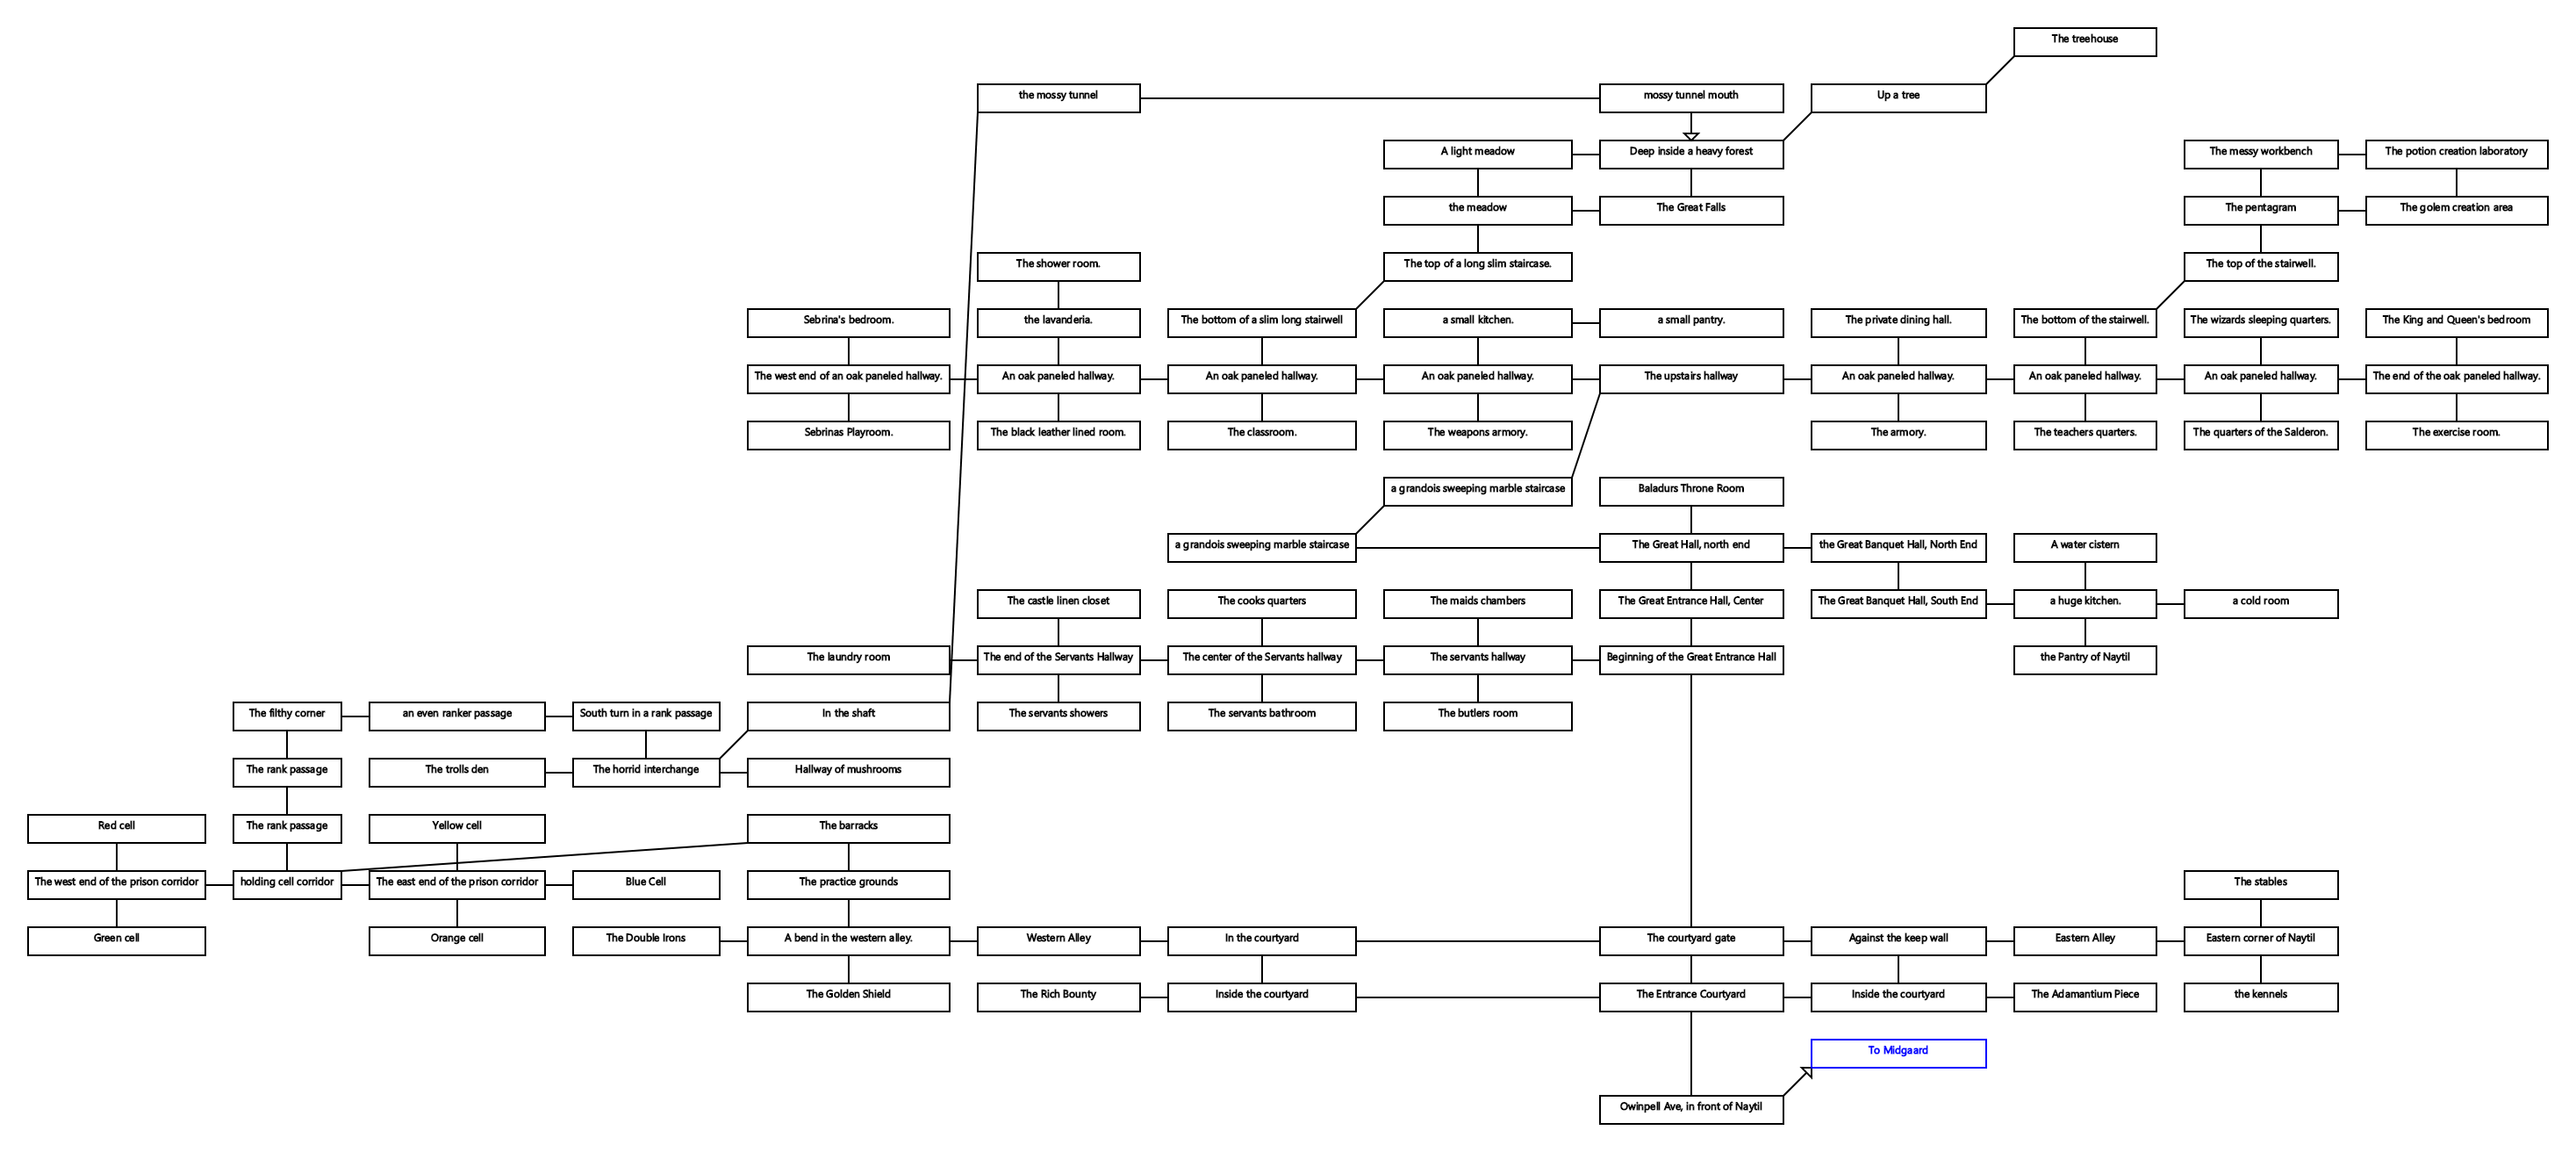 The treehouse
the mossy tunnel
mossy tunnel mouth
Up a tree
A light meadow
Deep inside a heavy forest
The messy workbench
The potion creation laboratory
the meadow
The Great Falls
The pentagram
The golem creation area
The shower room.
The top of a long slim staircase.
The top of the stairwell.
Sebrina's bedroom.
the lavanderia.
The bottom of a slim long stairwell
a small kitchen.
a small pantry.
The private dining hall.
The bottom of the stairwell.
The wizards sleeping quarters.
The King and Queen's bedroom
The west end of an oak paneled hallway.
An oak paneled hallway.
An oak paneled hallway.
An oak paneled hallway.
The upstairs hallway
An oak paneled hallway.
An oak paneled hallway.
An oak paneled hallway.
The end of the oak paneled hallway.
Sebrinas Playroom.
The black leather lined room.
The classroom.
The weapons armory.
The armory.
The teachers quarters.
The quarters of the Salderon.
The exercise room.
a grandois sweeping marble staircase
Baladurs Throne Room
a grandois sweeping marble staircase
The Great Hall, north end
the Great Banquet Hall, North End
A water cistern
The castle linen closet
The cooks quarters
The maids chambers
The Great Entrance Hall, Center
The Great Banquet Hall, South End
a huge kitchen.
a cold room
The laundry room
The end of the Servants Hallway
The center of the Servants hallway
The servants hallway
Beginning of the Great Entrance Hall
the Pantry of Naytil
The filthy corner
an even ranker passage
South turn in a rank passage
In the shaft
The servants showers
The servants bathroom
The butlers room
The rank passage
The trolls den
The horrid interchange
Hallway of mushrooms
Red cell
The rank passage
Yellow cell
The barracks
The west end of the prison corridor
holding cell corridor
The east end of the prison corridor
Blue Cell
The practice grounds
The stables
Green cell
Orange cell
The Double Irons
A bend in the western alley.
Western Alley
In the courtyard
The courtyard gate
Against the keep wall
Eastern Alley
Eastern corner of Naytil
The Golden Shield
The Rich Bounty
Inside the courtyard
The Entrance Courtyard
Inside the courtyard
The Adamantium Piece
the kennels
To Midgaard
Owinpell Ave, in front of Naytil